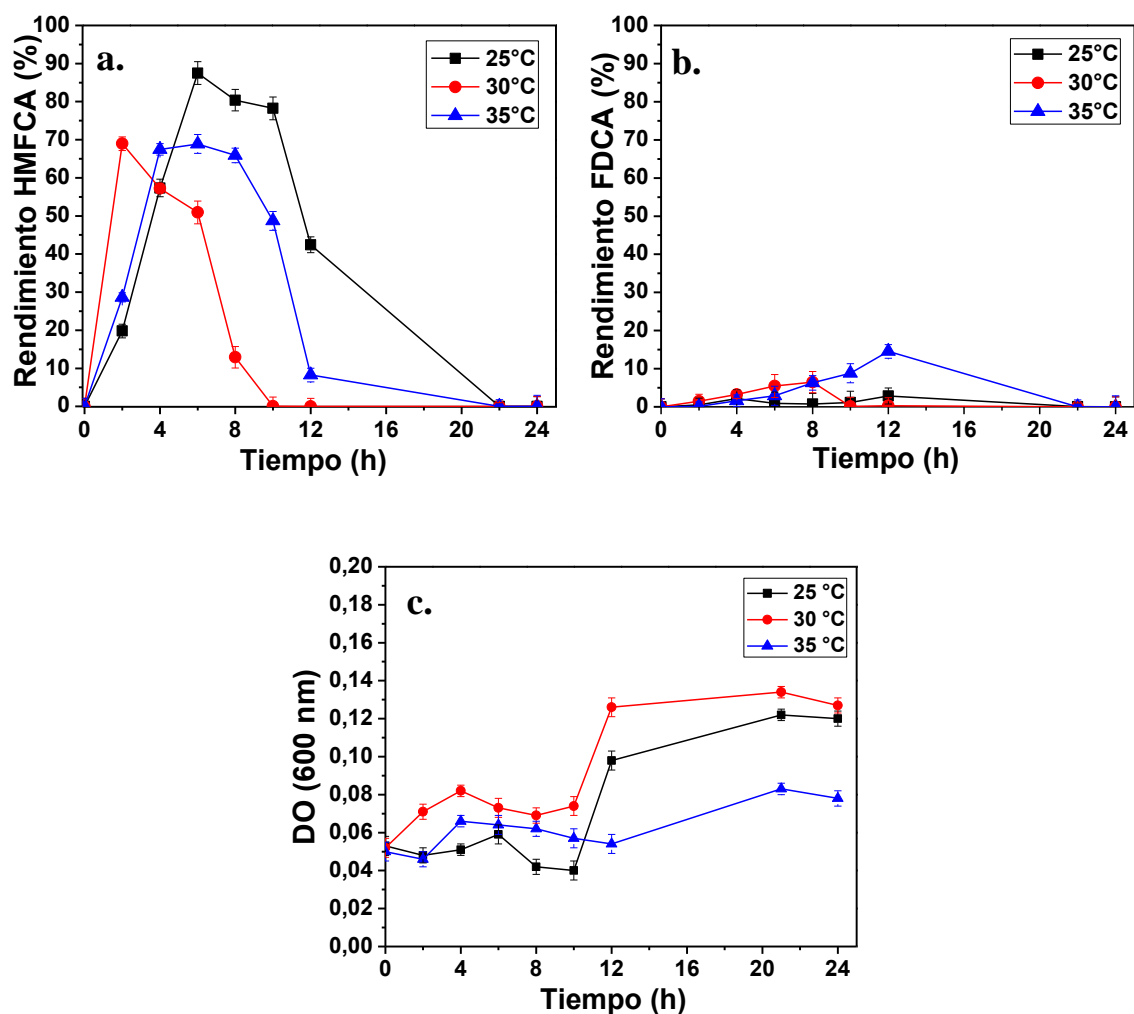 a.
Rendimiento HMFCA (%)
100
90
80
70
60
50
40
30
20
10
0
25°C
30°C
35°C
0 4 8 12 16 20 24
Tiempo (h)
b.
Rendimiento FDCA (%)
100
90
80
70
60
50
40
30
20
10
0
25°C
30°C
35°C
0 4 8 12 16 20 24
Tiempo (h)
c.
DO (600 nm)
0,20
0,18
0,16
0,14
0,12
0,10
0,08
0,06
0,04
0,02
0,00
25 °C
30 °C
35 °C
0 4 8 12 16 20 24
Tiempo (h)